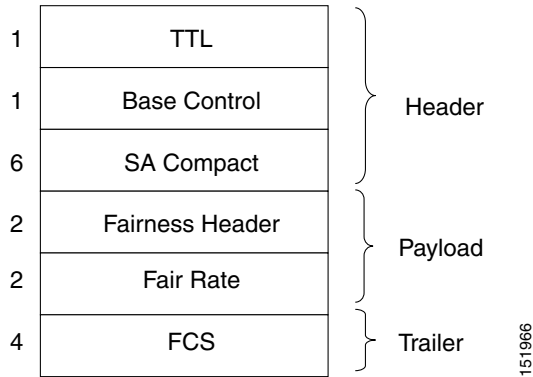 1 TTL
1 Base Control
Header
6 SA Compact
2 Fairness Header
Payload
2 Fair Rate
4 FCS Trailer
151966